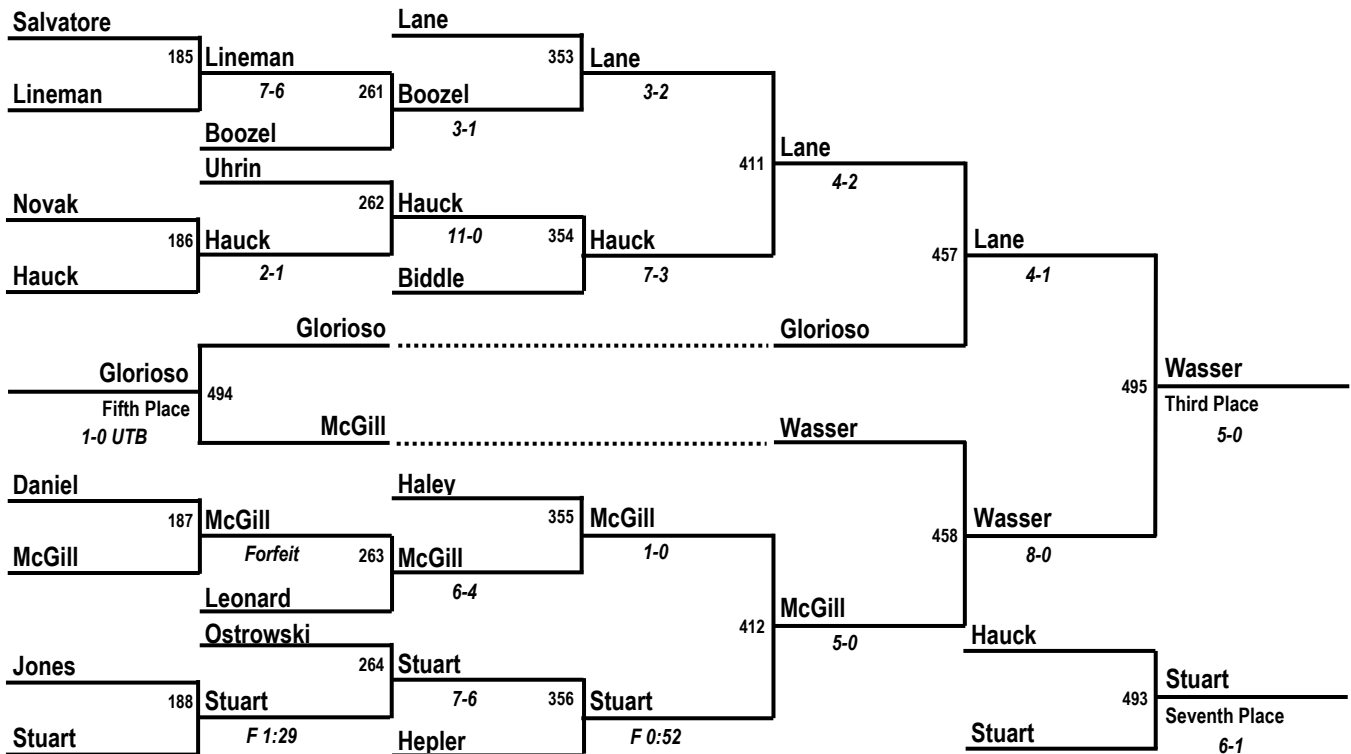 Salvatore
185
Lineman
Lineman
7-6
261
Boozel
Boozel
3-1
Lane
353
Lane
3-2
Uhrin
262
Novak
186
Hauck
Hauck
2-1
Hauck
11-0
354
Biddle
Hauck
7-3
411
Lane
4-2
457
Lane
4-1
Glorioso
Glorioso
Glorioso
494
Fifth Place
1-0 UTB
McGill
Wasser
495
Wasser
Third Place
5-0
Daniel
187
McGill
McGill
Forfeit
263
Leonard
McGill
6-4
Haley
355
McGill
1-0
458
Wasser
8-0
Ostrowski
264
Jones
188
Stuart
Stuart
F 1:29
Stuart
7-6
356
Hepler
Stuart
F 0:52
412
McGill
5-0
Hauck
493
Stuart
Stuart
Seventh Place
6-1